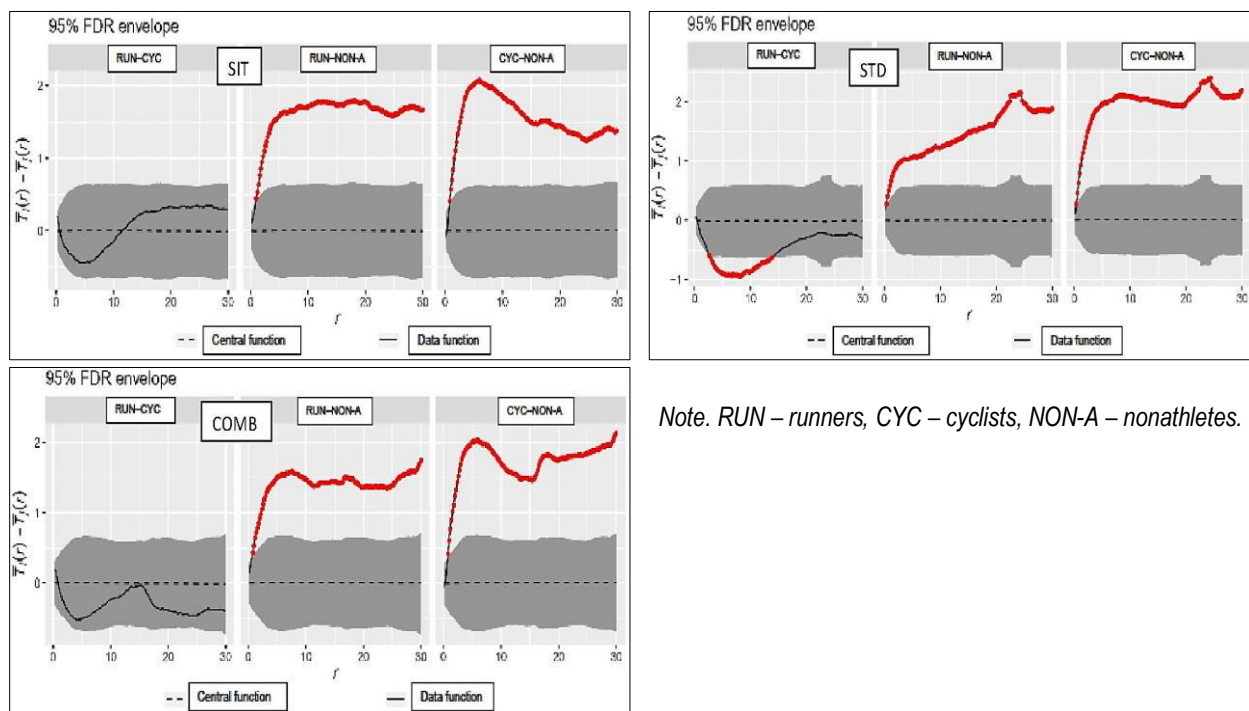 95% FDR envelope
RUN–CYC SIT RUN–NON-A CYC–NON-A
2
1
0
T̅i(r) − T̅j(r)
0 10 20 30 0 10 20 30 0 10 20 30
r
Central function Data function
95% FDR envelope
RUN–CYC RUN–NON-A STD CYC–NON-A
2
1
0
−1
T̅i(r) − T̅j(r)
0 10 20 30 0 10 20 30 0 10 20 30
r
Central function Data function
95% FDR envelope
RUN–CYC COMB RUN–NON-A CYC–NON-A
2
1
0
T̅i(r) − T̅j(r)
0 10 20 30 0 10 20 30 0 10 20 30
r
Central function Data function
Note. RUN – runners, CYC – cyclists, NON-A – nonathletes.